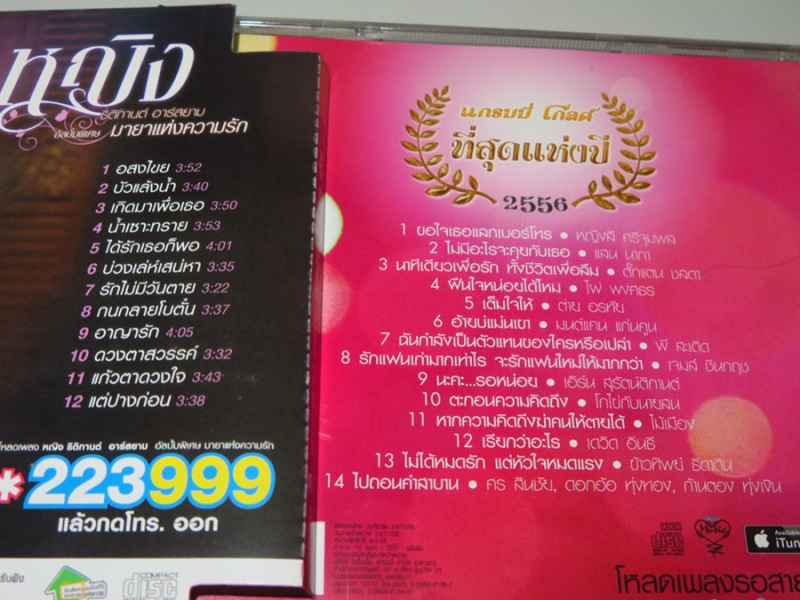 หญิง
ธิติกานต์ อาร์สยาม
อัลบั้มพิเศษ มายาแห่งความรัก
1 อสงไขย 3:52
2 บัวแล้งน้ำ 3:40
3 เกิดมาเพื่อเธอ 3:50
4 น้ำเซาะทราย 3:53
5 ได้รักเธอก็พอ 4:01
6 บ่วงเล่ห์เสน่หา 3:35
7 รักไม่มีวันตาย 3:22
8 กนกลายโบตั๋น 3:37
9 อาญารัก 4:05
10 ดวงตาสวรรค์ 3:32
11 แก้วตาดวงใจ 3:43
12 แต่ปางก่อน 3:38
โหลดเพลง หญิง ธิติกานต์ อาร์สยาม อัลบั้มพิเศษ มายาแห่งความรัก
*223999
แล้วกดโทร. ออก
รับฟัง
COMPACT disc
แกรมมี่ โกลด์
ที่สุดแห่งปี
2556
1 ขอใจเธอแลกเบอร์โทร • หญิงลี ศรีจุมพล
2 ไม่มีอะไรจะคุยกับเธอ • แสน นากา
3 นาทีเดียวเพื่อรัก ทั้งชีวิตเพื่อลืม • ตั๊กแตน ชลดา
4 ฝืนใจหน่อยได้ไหม • ไผ่ พงศธร
5 เต็มใจให้ • ต่าย อรทัย
6 อ้ายบ่แม่นเขา • มนต์แคน แก่นคูน
7 ฉันกำลังเป็นตัวแทนของใครหรือเปล่า • พี สะเดิด
8 รักแฟนเก่ามากเท่าไร จะรักแฟนใหม่ให้มากกว่า • เจมส์ ชินกฤช
9 นะคะ...รอหน่อย • เอิร์น สุรัตน์ติกานต์
10 ตะกอนความคิดถึง • ไก่ไข่กับนายสน
11 หากความคิดถึงฆ่าคนให้ตายได้ • ไม้เมือง
12 เรียกว่าอะไร • เดวิด อินธี
13 ไม่ได้หมดรัก แต่หัวใจหมดแรง • ข้าวทิพย์ ธิดาดิน
14 ไปถอนคำสาบาน • ศร สินชัย, ดอกอ้อ ทุ่งทอง, ก้านตอง ทุ่งเงิน
COMPACT disc
Music
Available
iTun
โหลดเพลงรอสาย